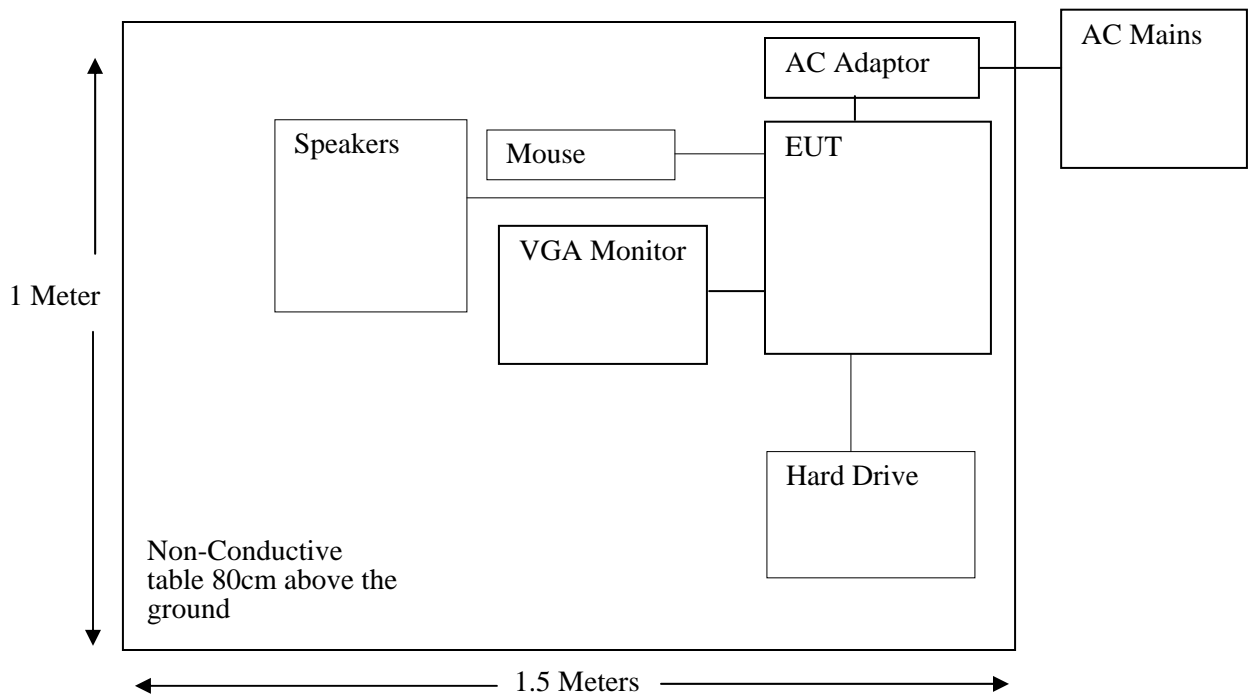 AC Mains
AC Adaptor
Speakers
Mouse
EUT
VGA Monitor
1 Meter
Hard Drive
Non-Conductive
table 80cm above the
ground
1.5 Meters